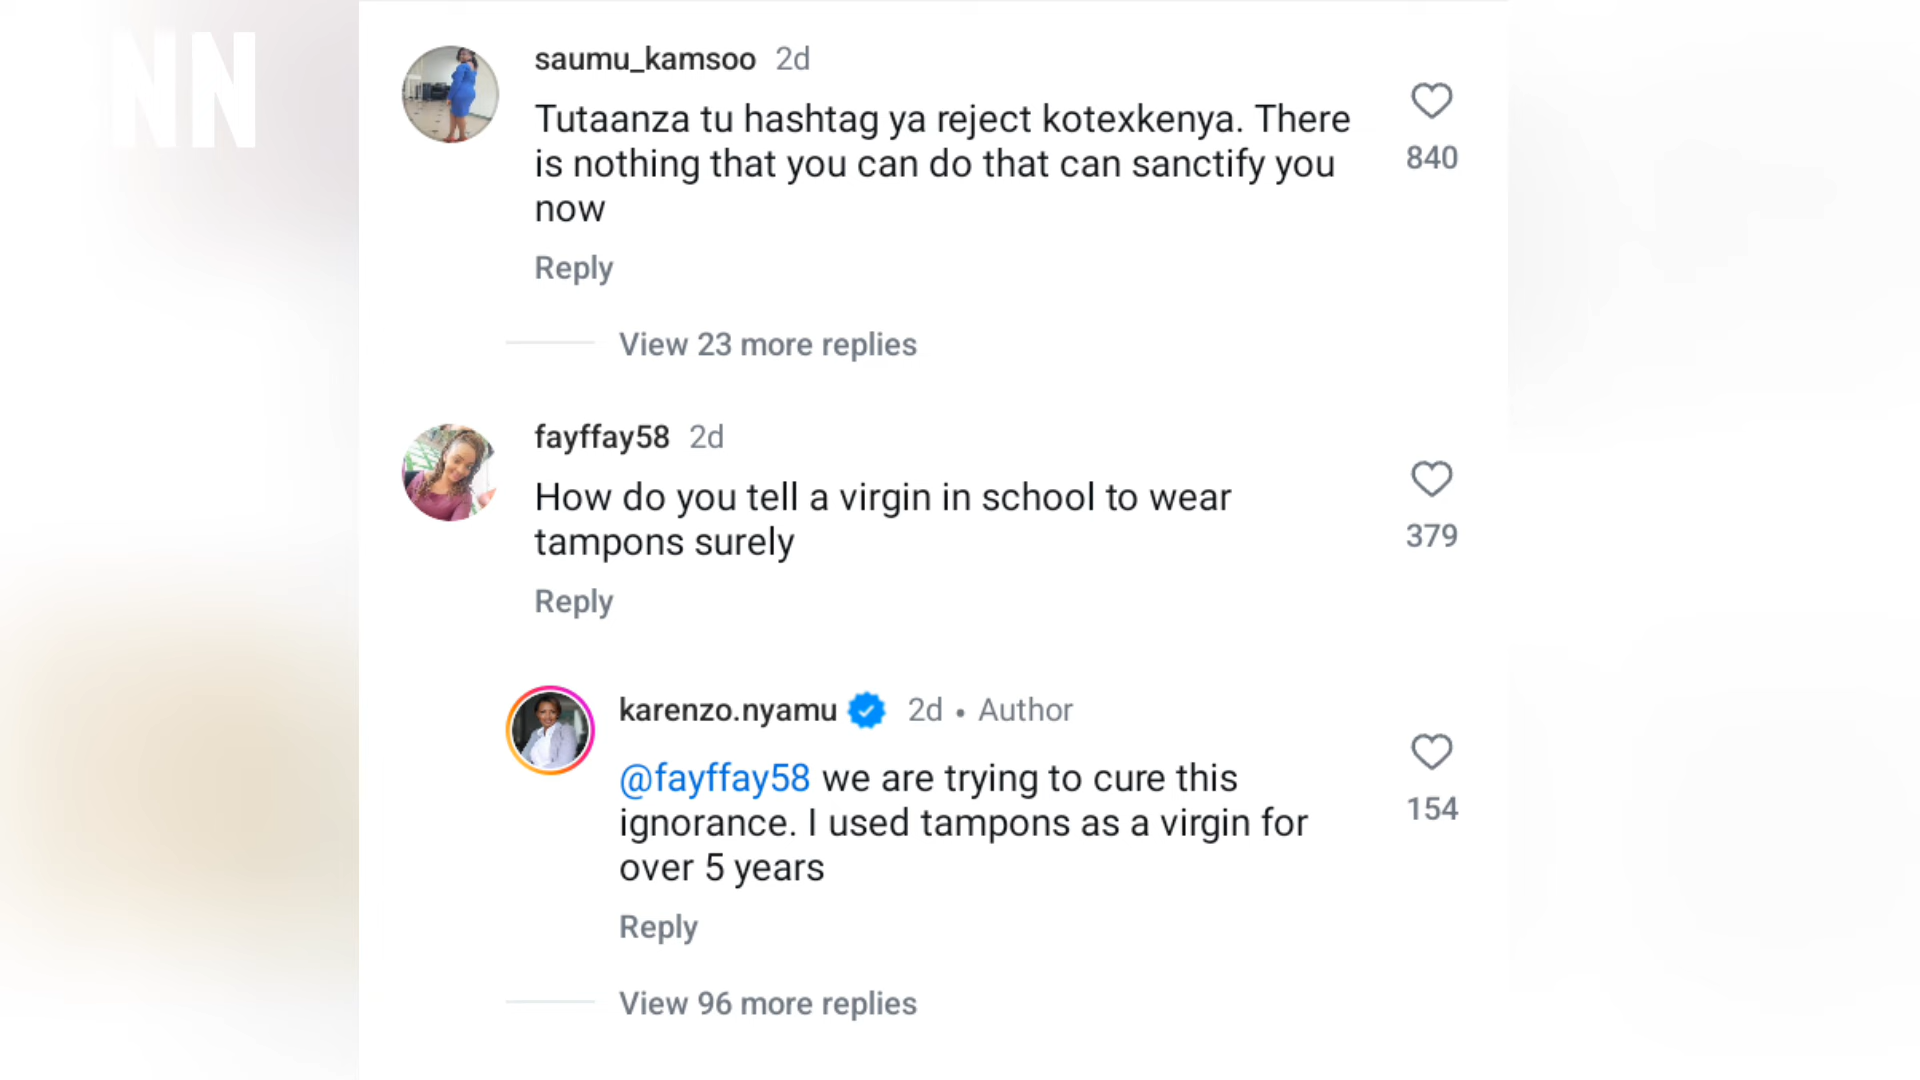 NN
saumu_kamsoo 2d
Tutaanza tu hashtag ya reject kotexkenya. There
is nothing that you can do that can sanctify you
now
840
Reply
View 23 more replies
fayffay58 2d
How do you tell a virgin in school to wear
tampons surely
379
Reply
karenzo.nyamu 2d • Author
@fayffay58 we are trying to cure this
ignorance. I used tampons as a virgin for
over 5 years
154
Reply
View 96 more replies